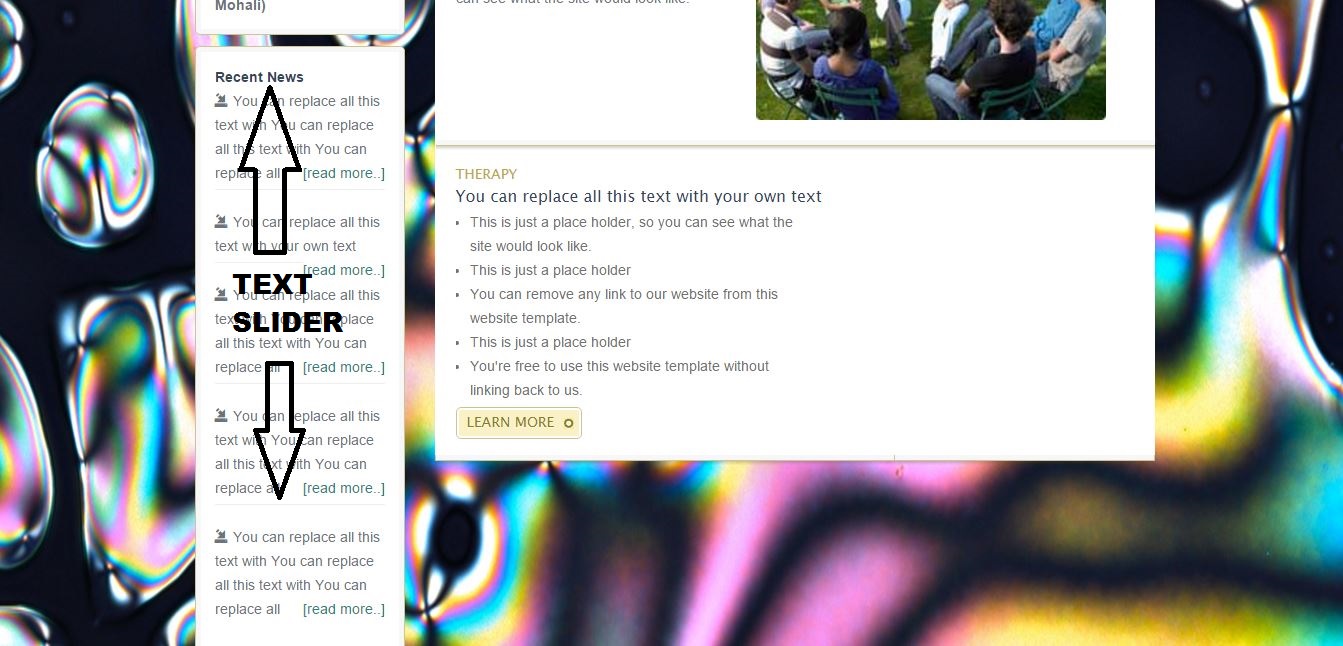 Mohali)
Recent News
You can replace all this
text with You can replace
all this text with You can
replace all [read more..]
You can replace all this
text with your own text
[read more..]
TEXT
You can replace all this
text with You can replace
SLIDER
all this text with You can
replace all [read more..]
You can replace all this
text with You can replace
all this text with You can
replace all [read more..]
You can replace all this
text with You can replace
all this text with You can
replace all [read more..]
can see what the site would look like.
THERAPY
You can replace all this text with your own text
This is just a place holder, so you can see what the
site would look like.
This is just a place holder
You can remove any link to our website from this
website template.
This is just a place holder
You're free to use this website template without
linking back to us.
LEARN MORE